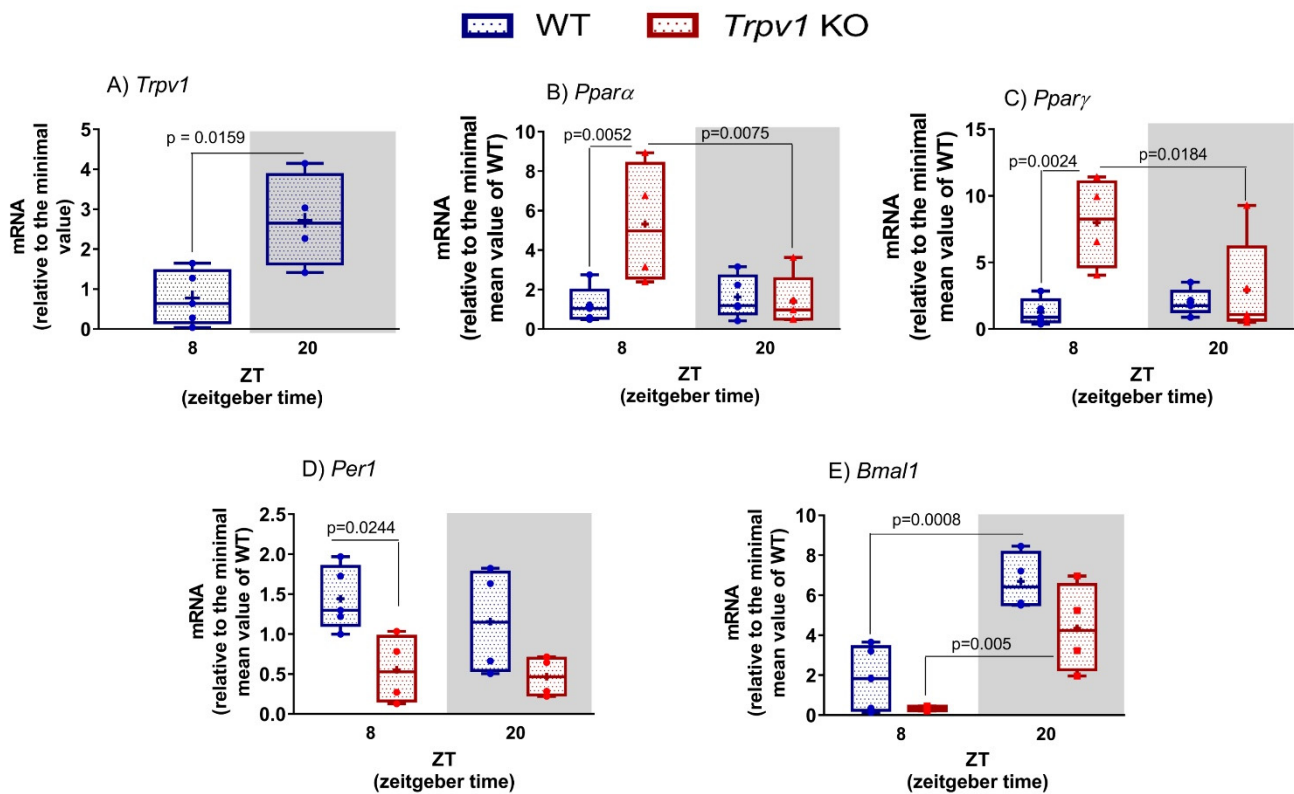 WT
Trpv1 KO
A) Trpv1
mRNA
(relative to the minimal
value)
5
4
3
2
1
0
p = 0.0159
8
20
ZT
(zeitgeber time)
B) Pparα
mRNA
(relative to the minimal
mean value of WT)
10
8
6
4
2
0
p=0.0052
p=0.0075
8
20
ZT
(zeitgeber time)
C) Pparγ
mRNA
(relative to the minimal
mean value of WT)
15
10
5
0
p=0.0024
p=0.0184
8
20
ZT
(zeitgeber time)
D) Per1
mRNA
(relative to the minimal
mean value of WT)
2.5
2.0
1.5
1.0
0.5
0.0
p=0.0244
8
20
ZT
(zeitgeber time)
E) Bmal1
mRNA
(relative to the minimal
mean value of WT)
10
8
6
4
2
0
p=0.0008
p=0.005
8
20
ZT
(zeitgeber time)